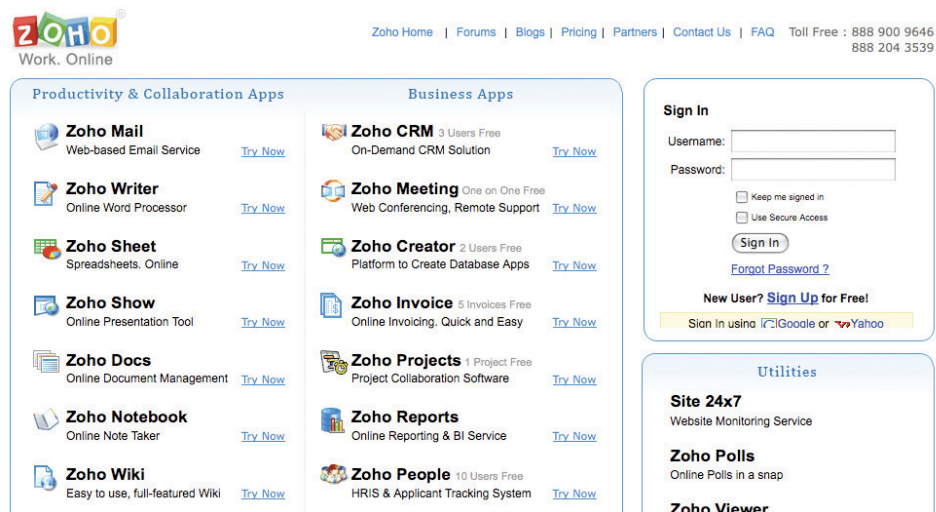 ZOHO
Work. Online
Zoho Home | Forums | Blogs | Pricing | Partners | Contact Us | FAQ Toll Free : 888 900 9646
888 204 3539
Productivity & Collaboration Apps
Zoho Mail
Web-based Email Service Try Now
Zoho Writer
Online Word Processor Try Now
Zoho Sheet
Spreadsheets. Online Try Now
Zoho Show
Online Presentation Tool Try Now
Zoho Docs
Online Document Management Try Now
Zoho Notebook
Online Note Taker Try Now
Zoho Wiki
Easy to use, full-featured Wiki Try Now
Business Apps
Zoho CRM 3 Users Free
On-Demand CRM Solution Try Now
Zoho Meeting One on One Free
Web Conferencing, Remote Support Try Now
Zoho Creator 2 Users Free
Platform to Create Database Apps Try Now
Zoho Invoice 5 Invoices Free
Online Invoicing. Quick and Easy Try Now
Zoho Projects 1 Project Free
Project Collaboration Software Try Now
Zoho Reports
Online Reporting & BI Service Try Now
Zoho People 10 Users Free
HRIS & Applicant Tracking System Try Now
Sign In
Username:
Password:
Keep me signed in
Use Secure Access
Sign In
Forgot Password ?
New User? Sign Up for Free!
Sign in using Google or Yahoo
Utilities
Site 24x7
Website Monitoring Service
Zoho Polls
Online Polls in a snap
Zoho Viewer